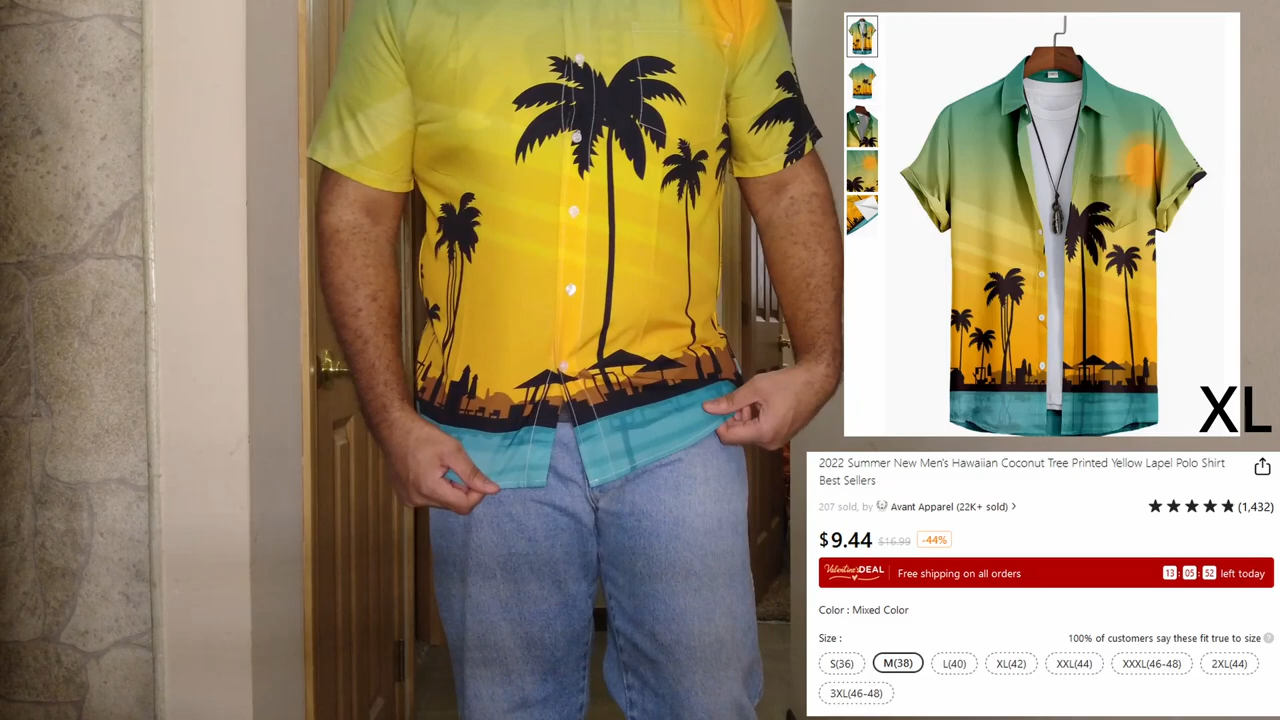 XL
2022 Summer New Men's Hawaiian Coconut Tree Printed Yellow Lapel Polo Shirt
Best Sellers
207 sold, by Avant Apparel (22K+ sold) >
(1,432)
$9.44 $16.99 -44%
Valentine's DEAL Free shipping on all orders 13 : 05 : 52 left today
Color : Mixed Color
Size : 100% of customers say these fit true to size ?
S(36) M(38) L(40) XL(42) XXL(44) XXXL(46-48) 2XL(44)
3XL(46-48)